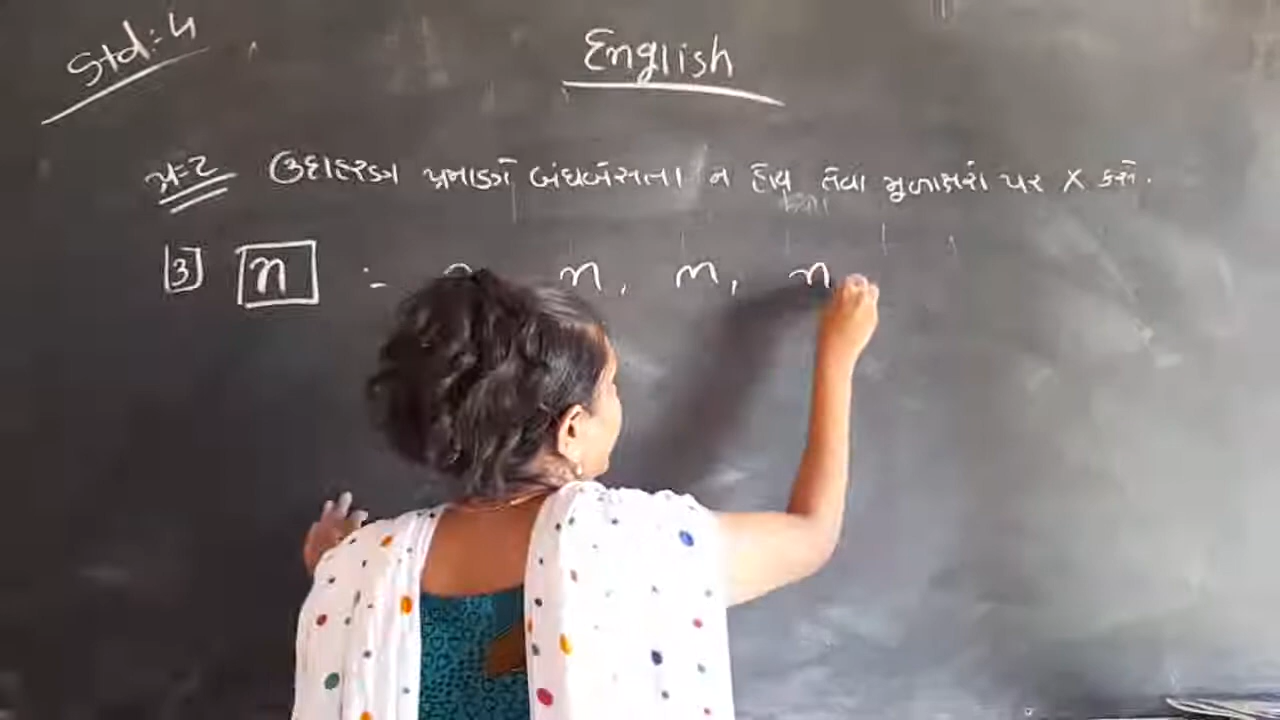 Std:-4
English
પ્ર-૨ ઉદાહરણ પ્રમાણે બંધબેસતા ન હોય તેવા મૂળાક્ષરો પર X કરો.
3 n :- n, m, n